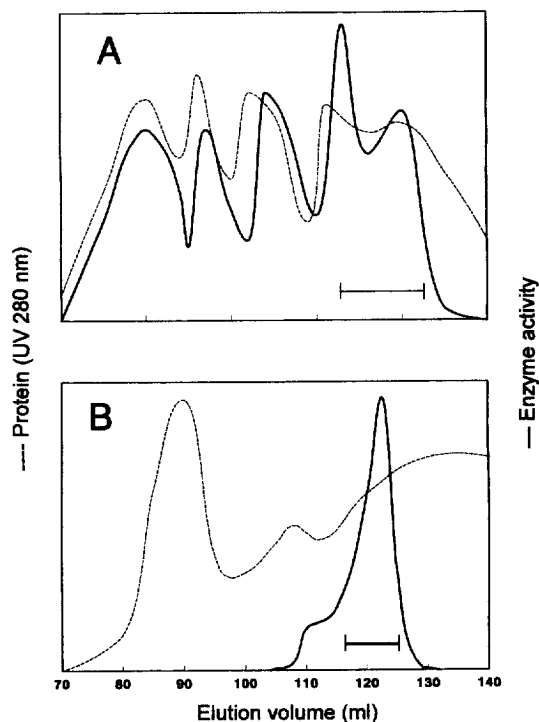 A
B
---- Protein (UV 280 nm)
— Enzyme activity
70 80 90 100 110 120 130 140
Elution volume (ml)